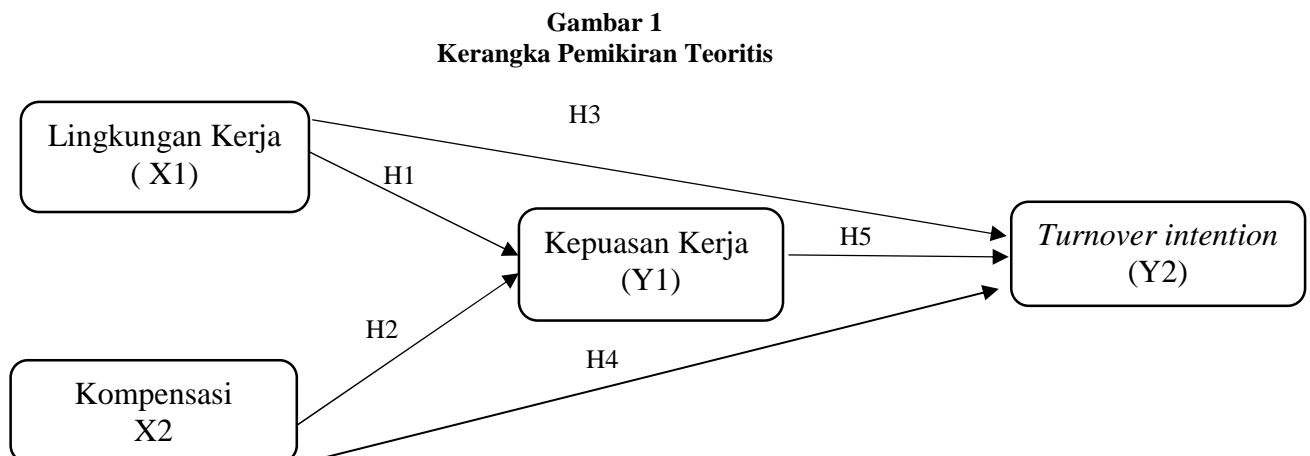 Gambar 1
Kerangka Pemikiran Teoritis
H3
Lingkungan Kerja
( X1)
H1
Kepuasan Kerja
(Y1)
H5
Turnover intention
(Y2)
H2
H4
Kompensasi
X2